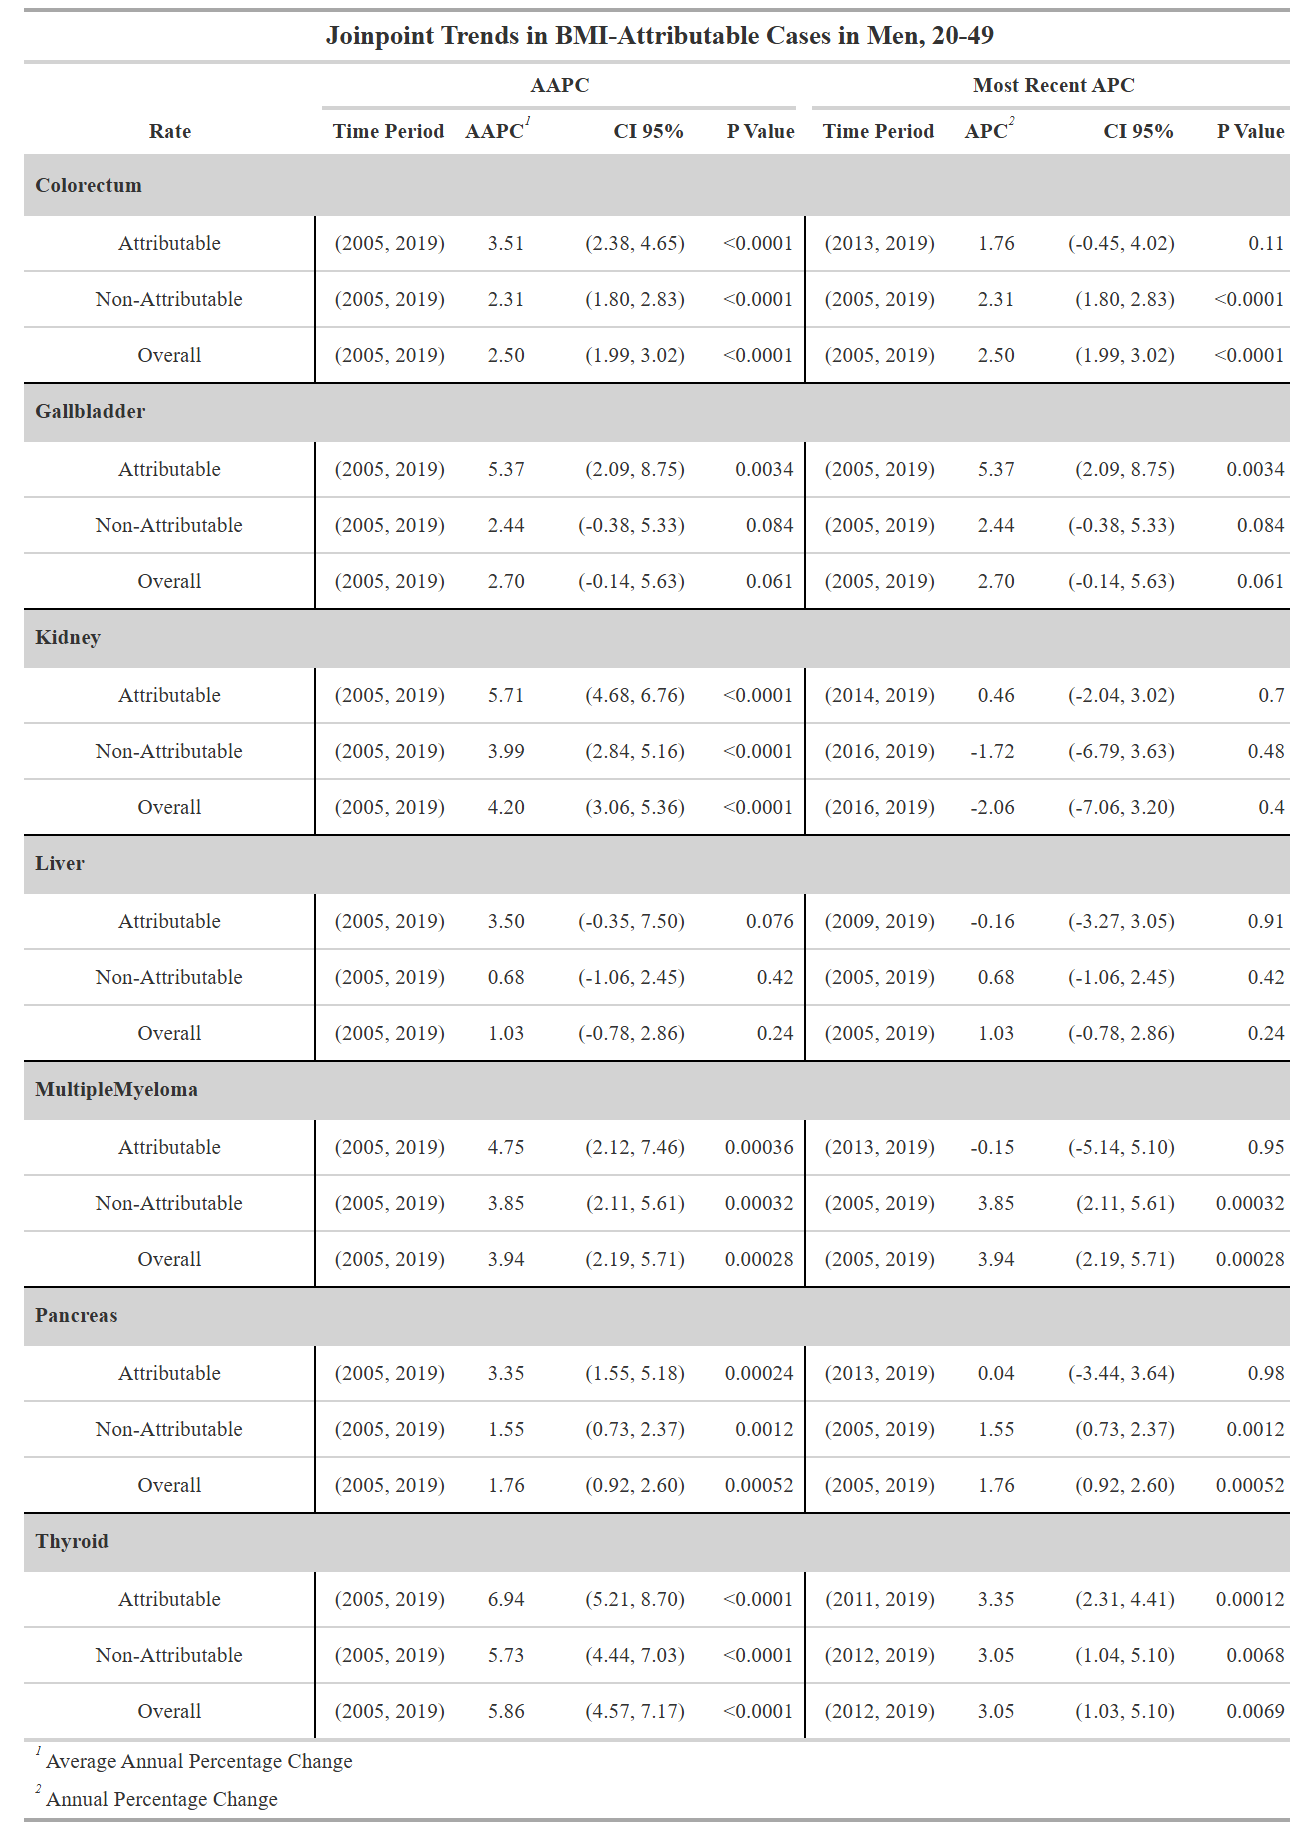 Joinpoint Trends in BMI-Attributable Cases in Men, 20-49
AAPC Most Recent APC
Rate Time Period AAPC1 CI 95% P Value Time Period APC2 CI 95% P Value
Colorectum
Attributable (2005, 2019) 3.51 (2.38, 4.65) <0.0001 (2013, 2019) 1.76 (-0.45, 4.02) 0.11
Non-Attributable (2005, 2019) 2.31 (1.80, 2.83) <0.0001 (2005, 2019) 2.31 (1.80, 2.83) <0.0001
Overall (2005, 2019) 2.50 (1.99, 3.02) <0.0001 (2005, 2019) 2.50 (1.99, 3.02) <0.0001
Gallbladder
Attributable (2005, 2019) 5.37 (2.09, 8.75) 0.0034 (2005, 2019) 5.37 (2.09, 8.75) 0.0034
Non-Attributable (2005, 2019) 2.44 (-0.38, 5.33) 0.084 (2005, 2019) 2.44 (-0.38, 5.33) 0.084
Overall (2005, 2019) 2.70 (-0.14, 5.63) 0.061 (2005, 2019) 2.70 (-0.14, 5.63) 0.061
Kidney
Attributable (2005, 2019) 5.71 (4.68, 6.76) <0.0001 (2014, 2019) 0.46 (-2.04, 3.02) 0.7
Non-Attributable (2005, 2019) 3.99 (2.84, 5.16) <0.0001 (2016, 2019) -1.72 (-6.79, 3.63) 0.48
Overall (2005, 2019) 4.20 (3.06, 5.36) <0.0001 (2016, 2019) -2.06 (-7.06, 3.20) 0.4
Liver
Attributable (2005, 2019) 3.50 (-0.35, 7.50) 0.076 (2009, 2019) -0.16 (-3.27, 3.05) 0.91
Non-Attributable (2005, 2019) 0.68 (-1.06, 2.45) 0.42 (2005, 2019) 0.68 (-1.06, 2.45) 0.42
Overall (2005, 2019) 1.03 (-0.78, 2.86) 0.24 (2005, 2019) 1.03 (-0.78, 2.86) 0.24
MultipleMyeloma
Attributable (2005, 2019) 4.75 (2.12, 7.46) 0.00036 (2013, 2019) -0.15 (-5.14, 5.10) 0.95
Non-Attributable (2005, 2019) 3.85 (2.11, 5.61) 0.00032 (2005, 2019) 3.85 (2.11, 5.61) 0.00032
Overall (2005, 2019) 3.94 (2.19, 5.71) 0.00028 (2005, 2019) 3.94 (2.19, 5.71) 0.00028
Pancreas
Attributable (2005, 2019) 3.35 (1.55, 5.18) 0.00024 (2013, 2019) 0.04 (-3.44, 3.64) 0.98
Non-Attributable (2005, 2019) 1.55 (0.73, 2.37) 0.0012 (2005, 2019) 1.55 (0.73, 2.37) 0.0012
Overall (2005, 2019) 1.76 (0.92, 2.60) 0.00052 (2005, 2019) 1.76 (0.92, 2.60) 0.00052
Thyroid
Attributable (2005, 2019) 6.94 (5.21, 8.70) <0.0001 (2011, 2019) 3.35 (2.31, 4.41) 0.00012
Non-Attributable (2005, 2019) 5.73 (4.44, 7.03) <0.0001 (2012, 2019) 3.05 (1.04, 5.10) 0.0068
Overall (2005, 2019) 5.86 (4.57, 7.17) <0.0001 (2012, 2019) 3.05 (1.03, 5.10) 0.0069
1 Average Annual Percentage Change
2 Annual Percentage Change